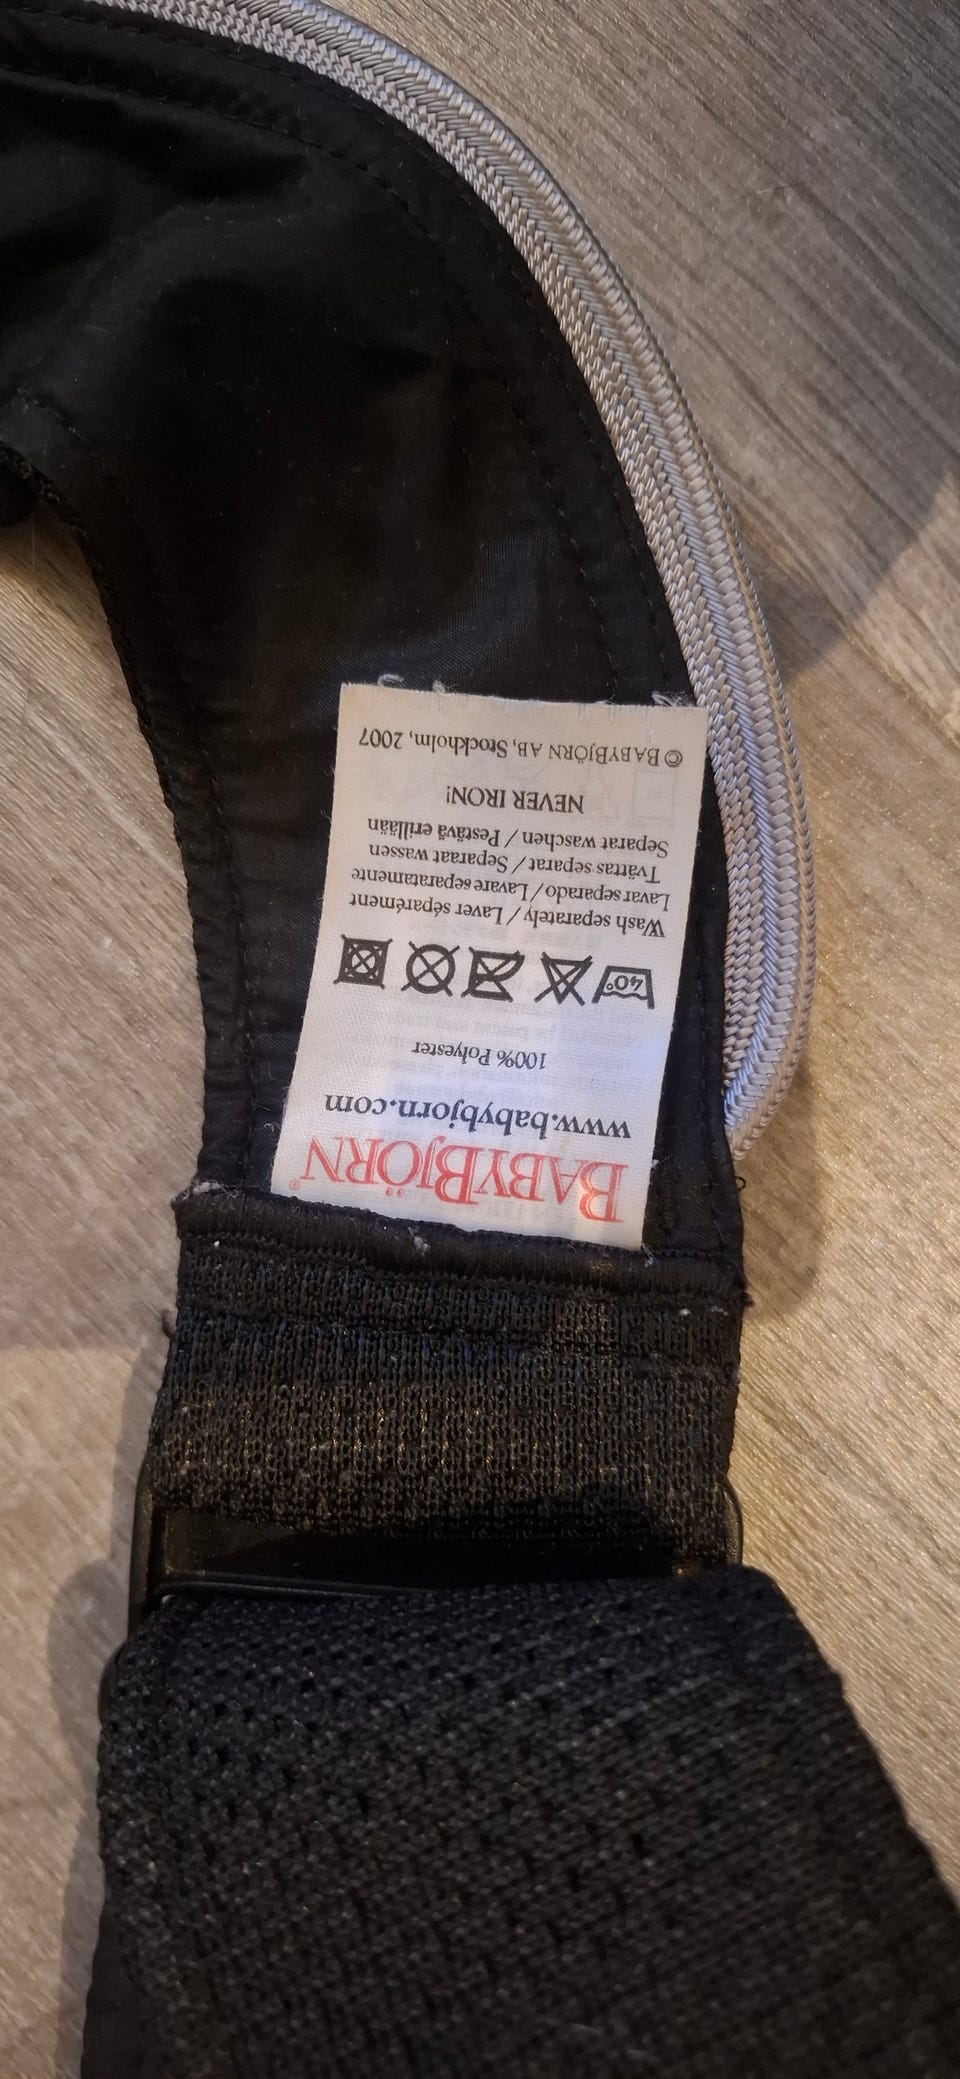 BABYBJÖRN®
www.babybjorn.com
100% Polyester
40°
Wash separately / Laver séparément
Lavar separado / Lavare separatamente
Tvättas separat / Separaat wassen
Separat waschen / Pestävä erillään
NEVER IRON!
© BABYBJÖRN AB, Stockholm, 2007